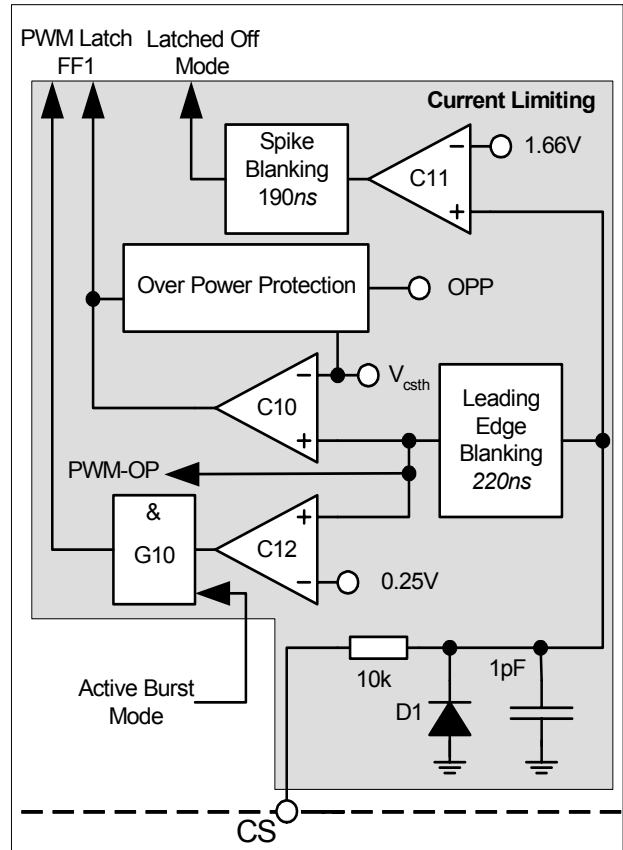 PWM Latch
FF1
Latched Off
Mode
Current Limiting
Spike
Blanking
190ns
C11
1.66V
Over Power Protection
OPP
C10
Vcsth
Leading
Edge
Blanking
220ns
PWM-OP
&
G10
C12
0.25V
Active Burst
Mode
10k
D1
1pF
CS